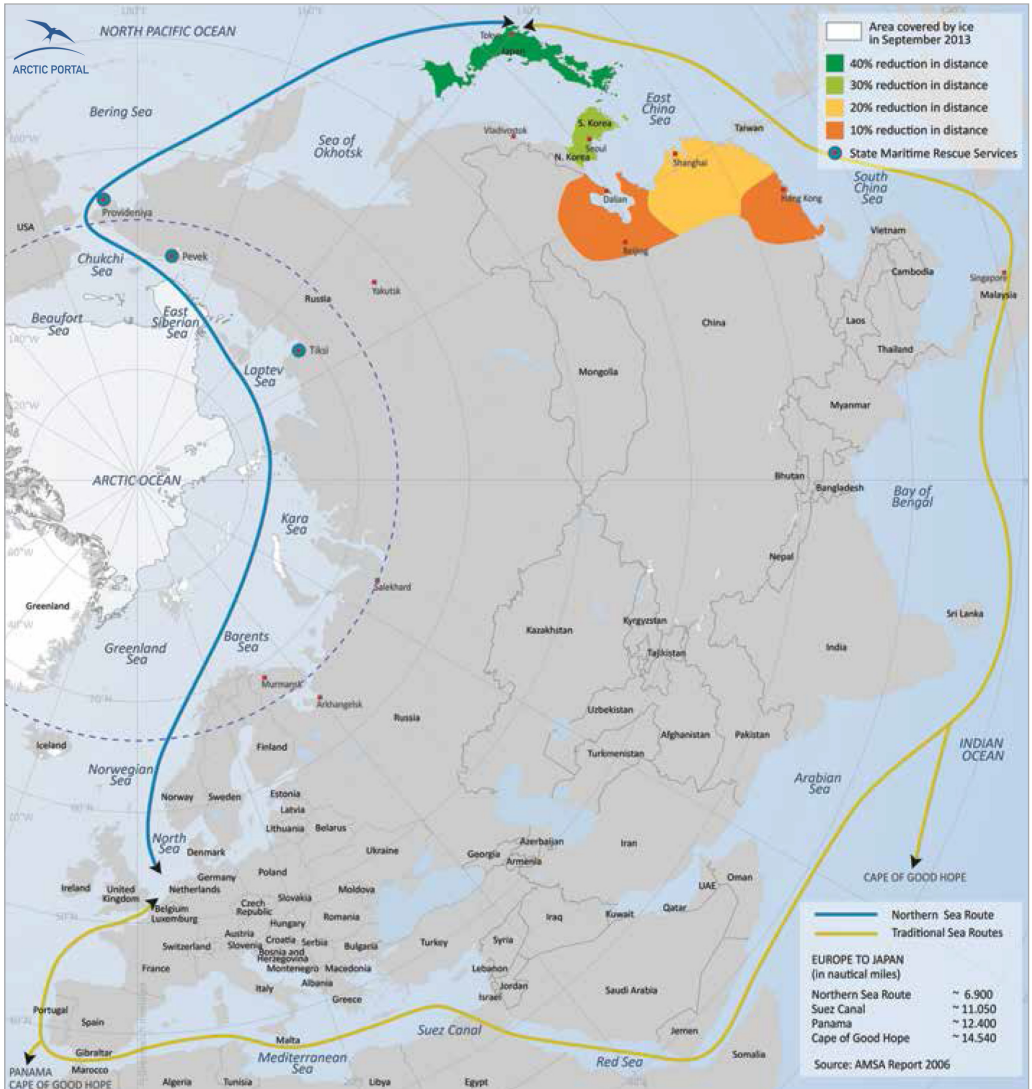 ARCTIC PORTAL
NORTH PACIFIC OCEAN
Tokyo
Japan
Area covered by ice
in September 2013
40% reduction in distance
30% reduction in distance
20% reduction in distance
10% reduction in distance
State Maritime Rescue Services
Bering Sea
Sea of
Okhotsk
Vladivostok
East
China
Sea
S. Korea
Seoul
N. Korea
Taiwan
Shanghai
South
China
Sea
Dalian
Hong Kong
Beijing
Provideniya
USA
Chukchi
Sea
Pevek
Vietnam
Cambodia
Singapore
Malaysia
Beaufort
Sea
East
Siberian
Sea
Russia
Yakutsk
China
Laos
Thailand
Laptev
Sea
Tiksi
Mongolia
Myanmar
ARCTIC OCEAN
Bhutan
Bangladesh
Bay of
Bengal
Kara
Sea
Nepal
Salekhard
Greenland
Sri Lanka
Kazakhstan
Kyrgyzstan
Tajikistan
India
Greenland
Sea
Barents
Sea
Murmansk
Arkhangelsk
Russia
Uzbekistan
Turkmenistan
Afghanistan
Pakistan
Iceland
Finland
INDIAN
OCEAN
Norwegian
Sea
Arabian
Sea
Norway
Sweden
Estonia
Latvia
Lithuania
Belarus
North
Sea
Denmark
Ukraine
Georgia
Azerbaijan
Armenia
Iran
Germany
Poland
Ireland
United
Kingdom
Netherlands
Belgium
Luxemburg
Czech
Republic
Slovakia
Moldova
UAE
Oman
CAPE OF GOOD HOPE
Hungary
Romania
Iraq
Kuwait
Qatar
Switzerland
Austria
Slovenia
Croatia
Serbia
Bosnia and
Herzegovina
Bulgaria
Turkey
Syria
France
Montenegro
Macedonia
Lebanon
Italy
Albania
Jordan
Israel
Saudi Arabia
Greece
Portugal
Spain
Suez Canal
Jemen
Gibraltar
Malta
Mediterranean
Sea
Red Sea
Somalia
PANAMA
CAPE OF GOOD HOPE
Marocco
Algeria
Tunisia
Libya
Egypt
Northern Sea Route
Traditional Sea Routes
EUROPE TO JAPAN
(in nautical miles)
Northern Sea Route ~ 6.900
Suez Canal ~ 11.050
Panama ~ 12.400
Cape of Good Hope ~ 14.540
Source: AMSA Report 2006